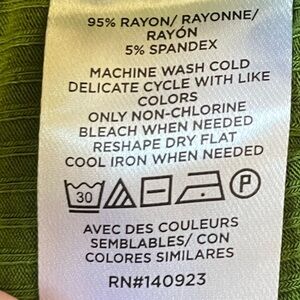 95% RAYON/ RAYONNE/
RAYÓN
5% SPANDEX
MACHINE WASH COLD
DELICATE CYCLE WITH LIKE
COLORS
ONLY NON-CHLORINE
BLEACH WHEN NEEDED
RESHAPE DRY FLAT
COOL IRON WHEN NEEDED
30 P
AVEC DES COULEURS
SEMBLABLES/ CON
COLORES SIMILARES
RN#140923